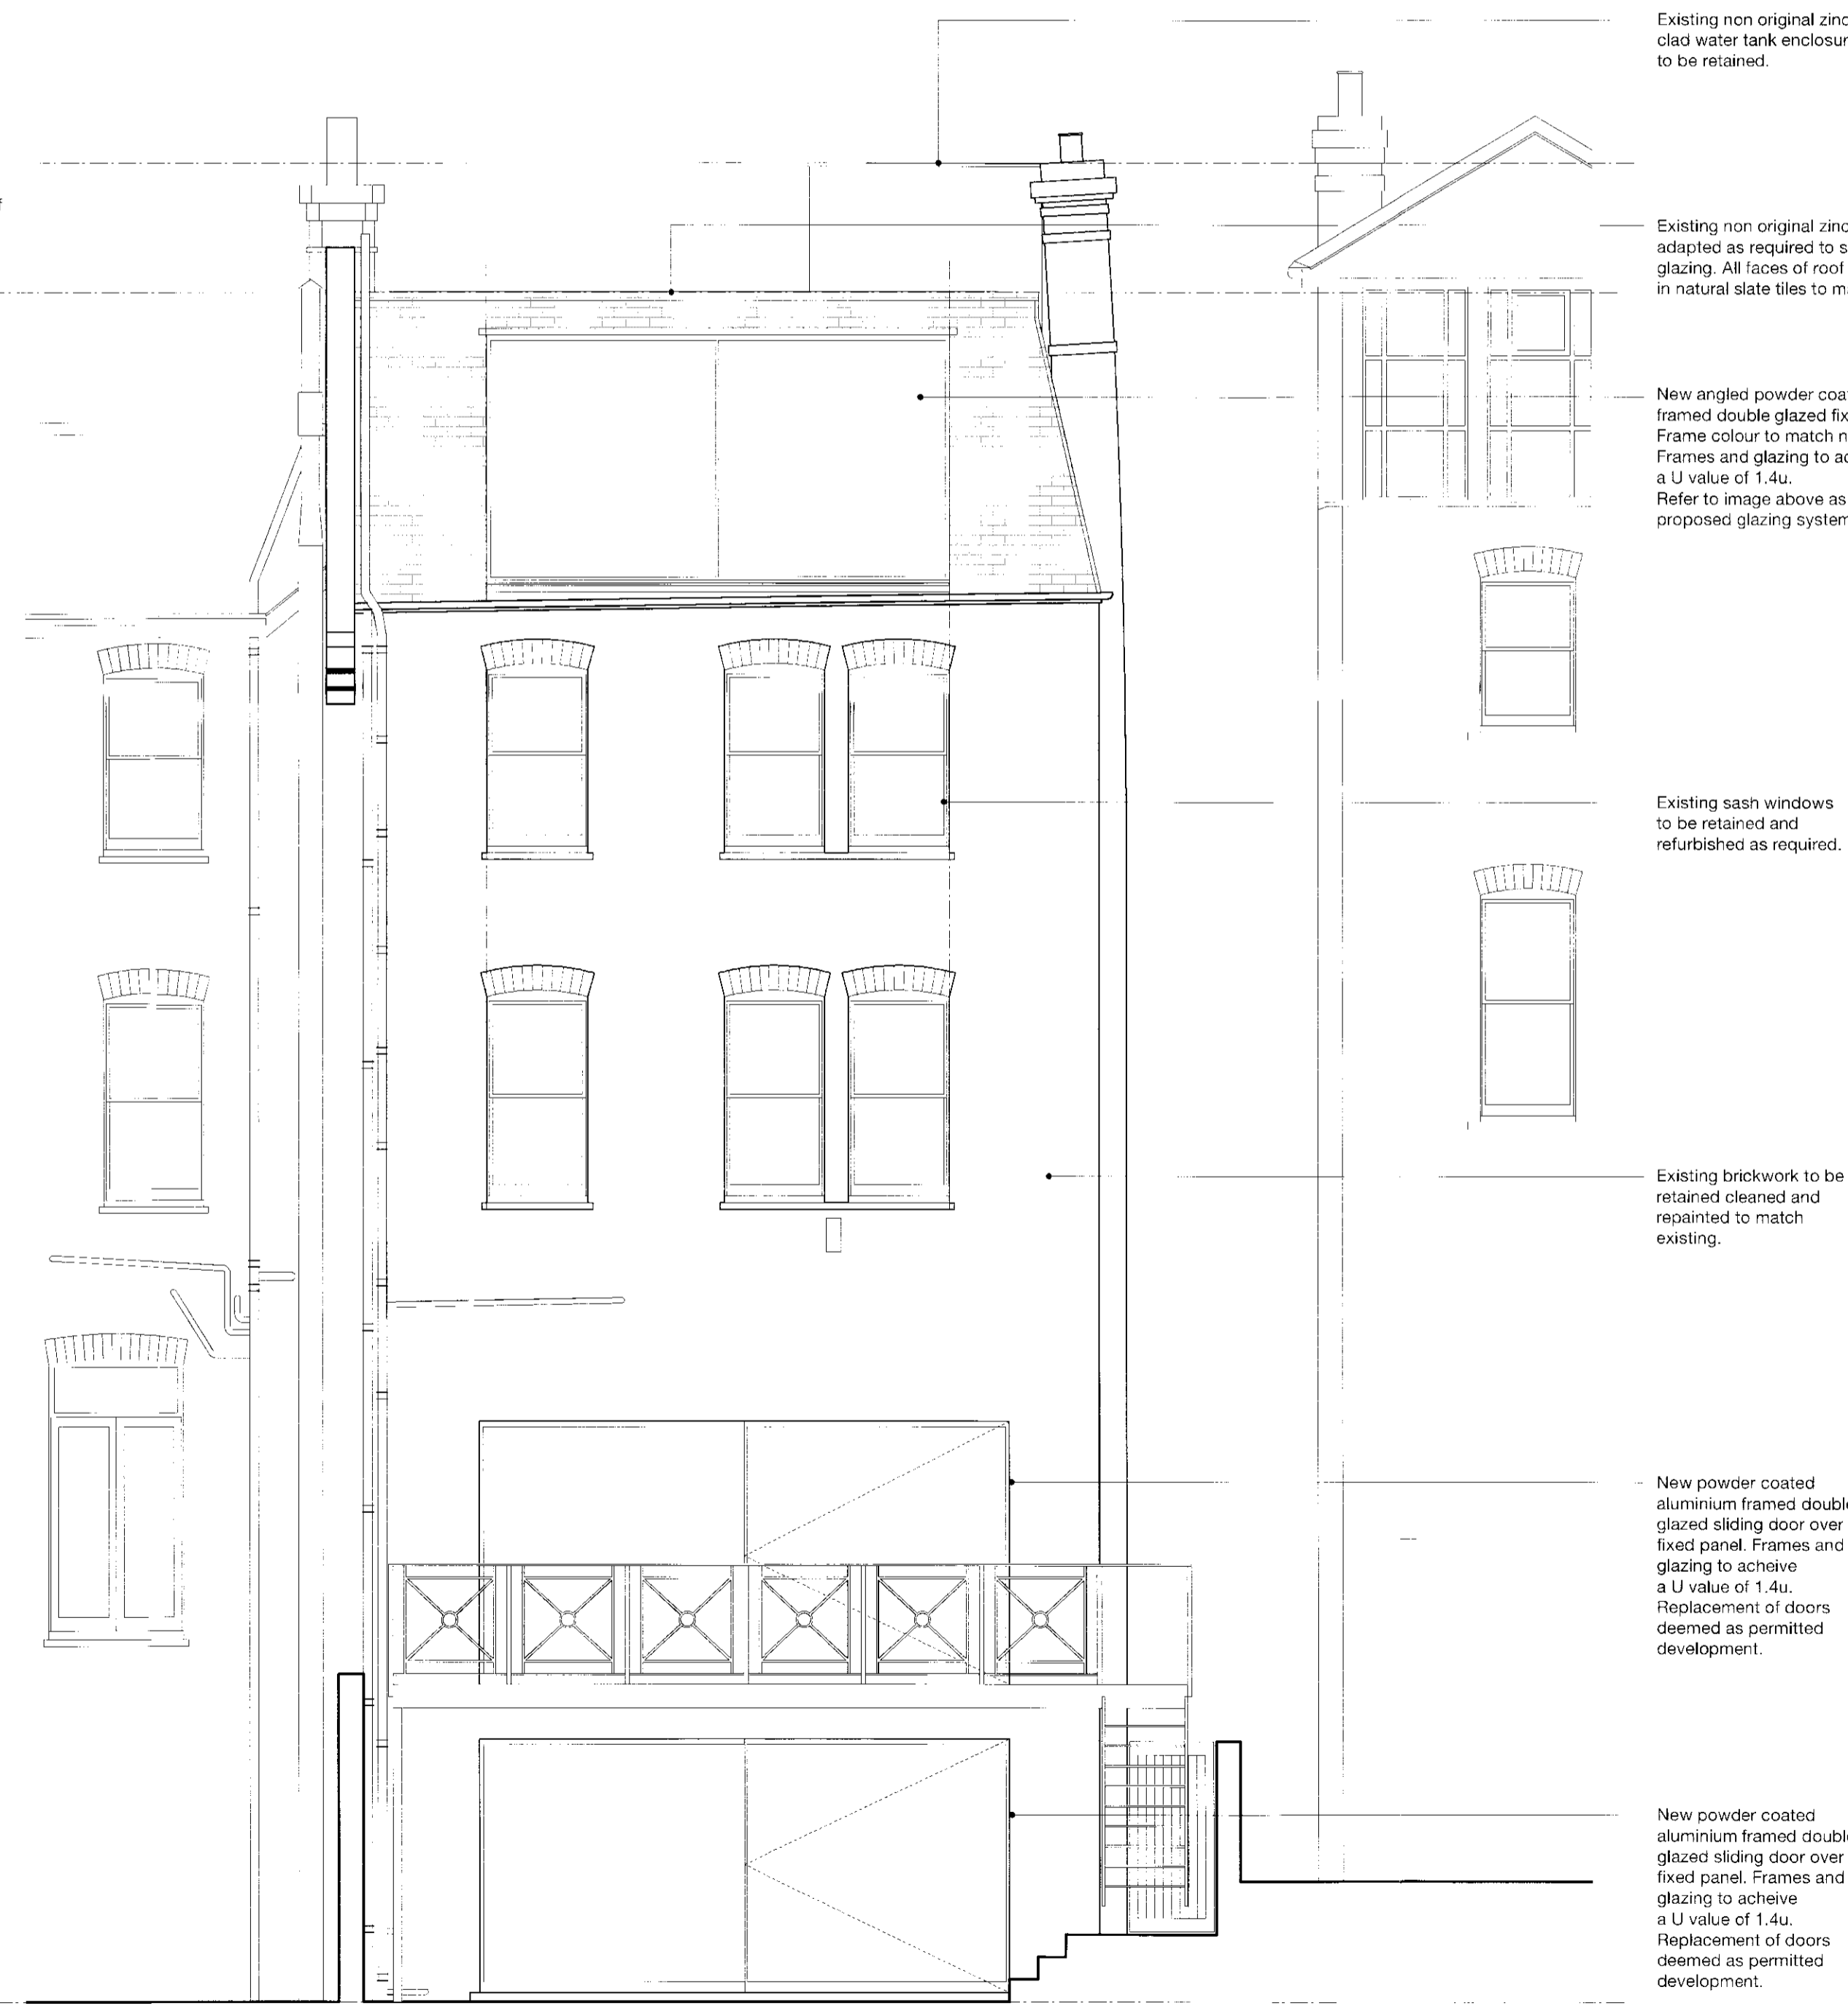 Existing non original zinc
clad water tank
to be retained.
Existing non original zinc
adapted as required to
glazing. All faces of roof
in natural slate tiles to
New angled powder
framed double glazed
Frame colour to match
Frames and glazing to
a U value of 1.4u.
Refer to image above as
proposed glazing
Existing sash windows
to be retained and
refurbished as required.
Existing brickwork to be
retained cleaned and
repainted to match
existing.
New powder coated
aluminium framed
glazed sliding door over
fixed panel. Frames and
glazing to acheive
a U value of 1.4u.
Replacement of doors
deemed as permitted
development.
New powder coated
aluminium framed
glazed sliding door over
fixed panel. Frames and
glazing to acheive
a U value of 1.4u.
Replacement of doors
deemed as permitted
development.